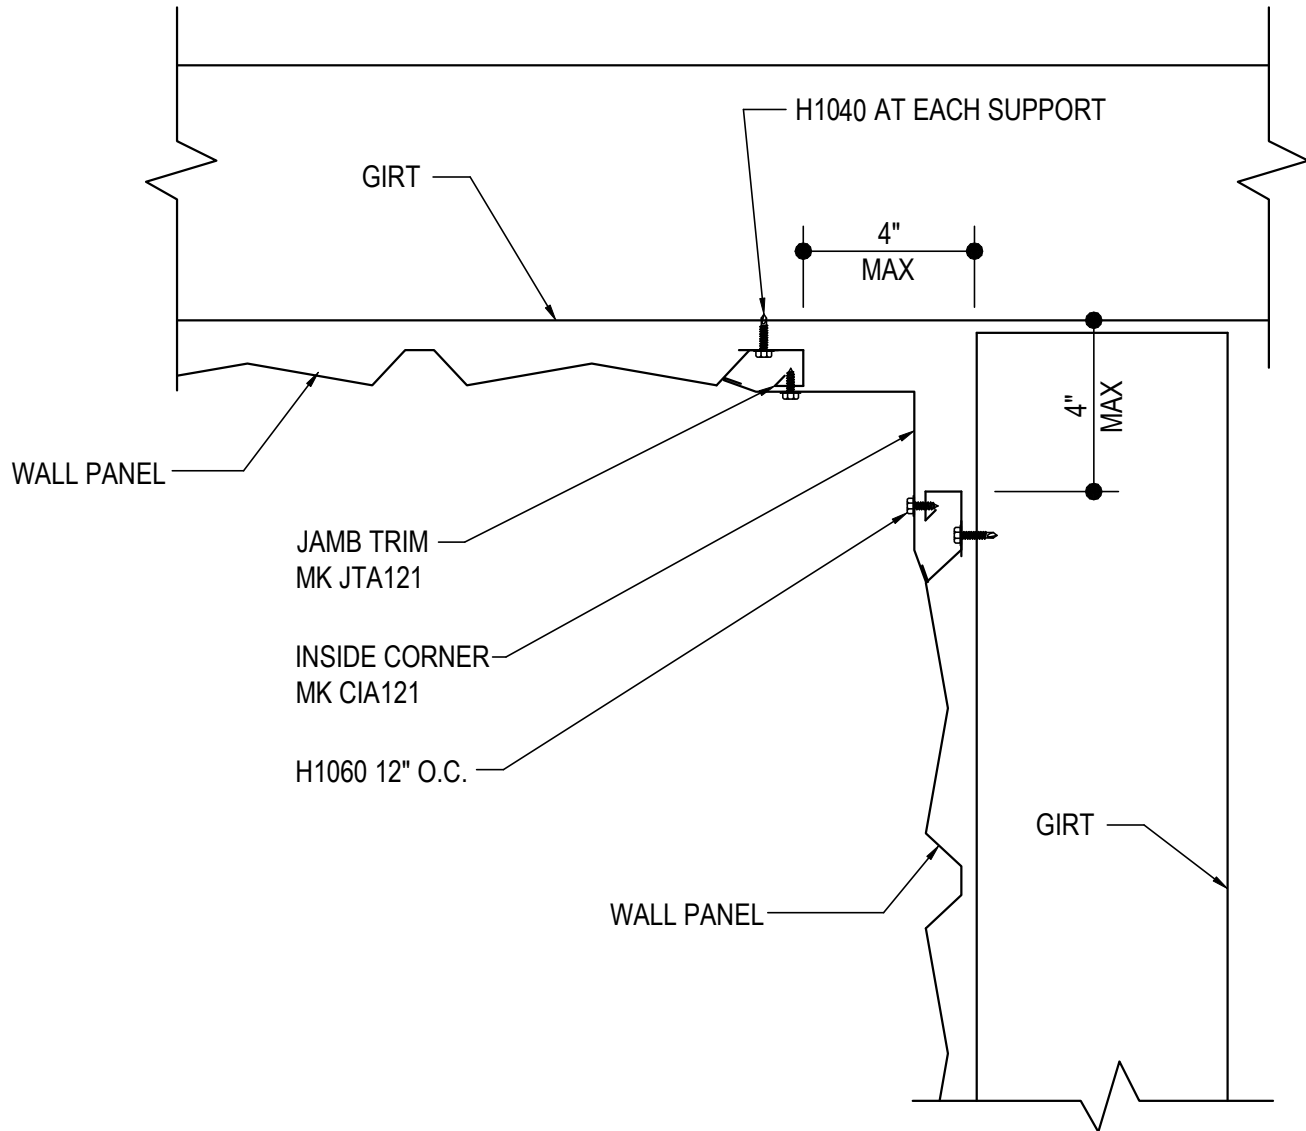 H1040 AT EACH SUPPORT
GIRT
4"
MAX
4"
MAX
WALL PANEL
JAMB TRIM
MK JTA121
INSIDE CORNER
MK CIA121
H1060 12" O.C.
GIRT
WALL PANEL